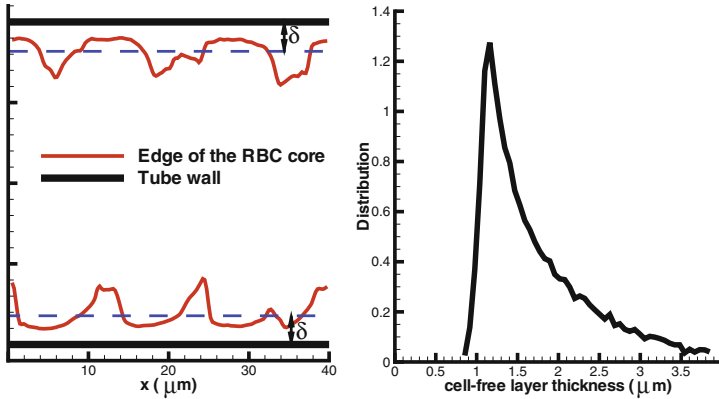 δ
Edge of the RBC core
Tube wall
δ
10 20 30 40
x ( μm)
Distribution
1.4
1.2
1
0.8
0.6
0.4
0.2
0
0 0.5 1 1.5 2 2.5 3 3.5
cell-free layer thickness ( μm)